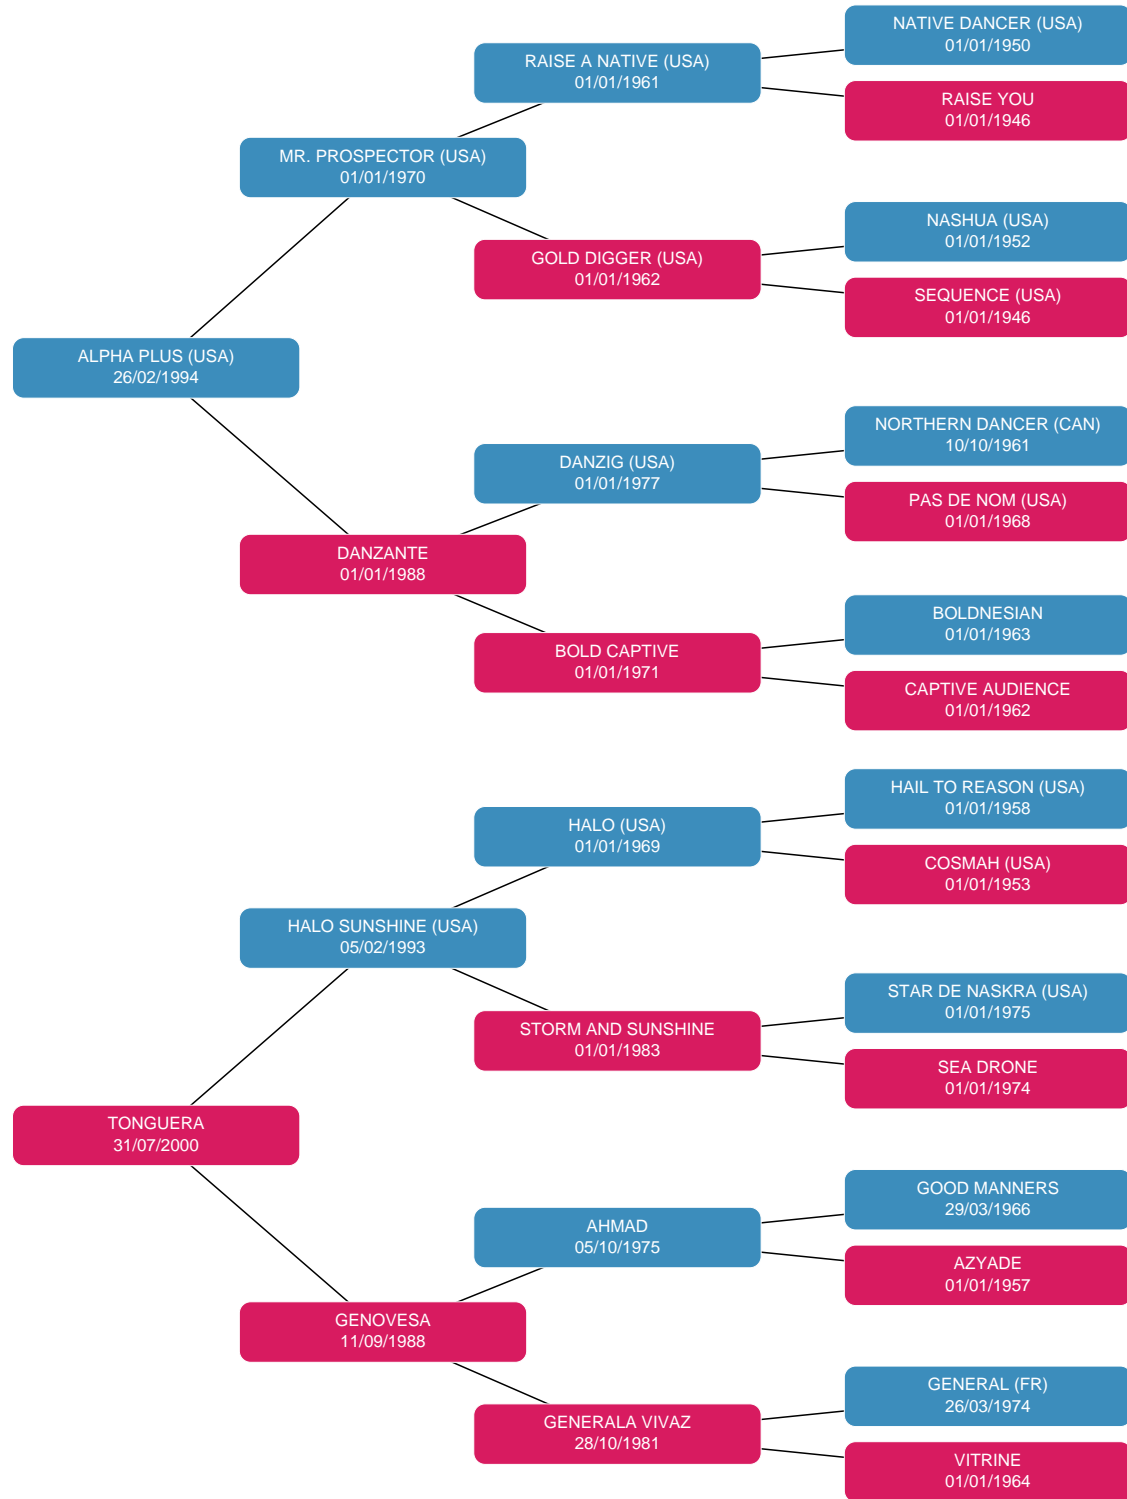 NATIVE DANCER (USA)
01/01/1950
RAISE A NATIVE (USA)
01/01/1961
RAISE YOU
01/01/1946
MR. PROSPECTOR (USA)
01/01/1970
NASHUA (USA)
01/01/1952
GOLD DIGGER (USA)
01/01/1962
SEQUENCE (USA)
01/01/1946
ALPHA PLUS (USA)
26/02/1994
NORTHERN DANCER (CAN)
10/10/1961
DANZIG (USA)
01/01/1977
PAS DE NOM (USA)
01/01/1968
DANZANTE
01/01/1988
BOLDNESIAN
01/01/1963
BOLD CAPTIVE
01/01/1971
CAPTIVE AUDIENCE
01/01/1962
HAIL TO REASON (USA)
01/01/1958
HALO (USA)
01/01/1969
COSMAH (USA)
01/01/1953
HALO SUNSHINE (USA)
05/02/1993
STAR DE NASKRA (USA)
01/01/1975
STORM AND SUNSHINE
01/01/1983
SEA DRONE
01/01/1974
TONGUERA
31/07/2000
GOOD MANNERS
29/03/1966
AHMAD
05/10/1975
AZYADE
01/01/1957
GENOVESA
11/09/1988
GENERAL (FR)
26/03/1974
GENERALA VIVAZ
28/10/1981
VITRINE
01/01/1964